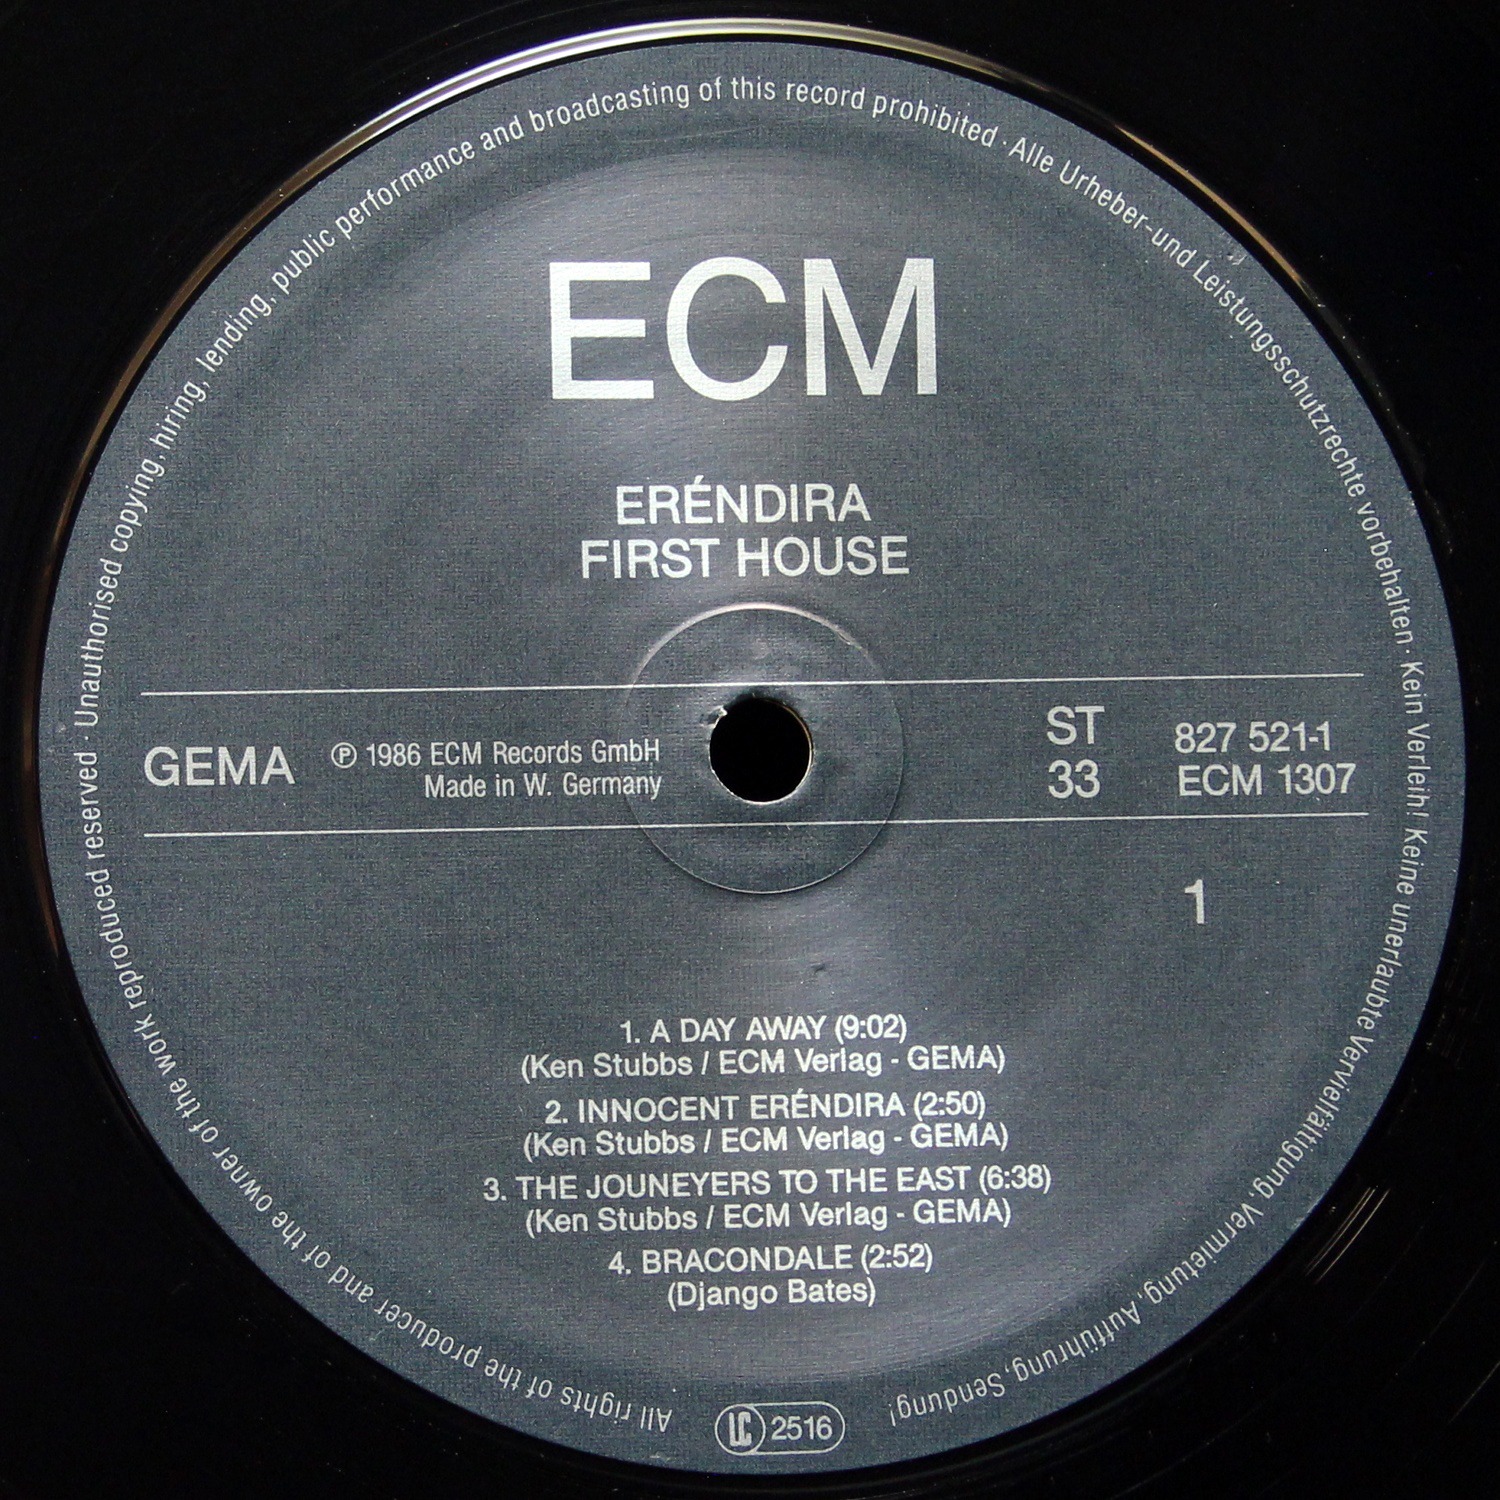 ECM
ERÉNDIRA
FIRST HOUSE
GEMA
℗ 1986 ECM Records GmbH
Made in W. Germany
ST
33
827 521-1
ECM 1307
1
1. A DAY AWAY (9:02)
(Ken Stubbs / ECM Verlag - GEMA)
2. INNOCENT ERÉNDIRA (2:50)
(Ken Stubbs / ECM Verlag - GEMA)
3. THE JOUNEYERS TO THE EAST (6:38)
(Ken Stubbs / ECM Verlag - GEMA)
4. BRACONDALE (2:52)
(Django Bates)
All rights of the producer and of the owner of the work reproduced reserved · Unauthorised copying, hiring, lending, public performance and broadcasting of this record prohibited · Alle Urheber-und Leistungsschutzrechte vorbehalten · Kein Verleih! Keine unerlaubte Vervielfältigung, Vermietung, Aufführung, Sendung!
LC 2516